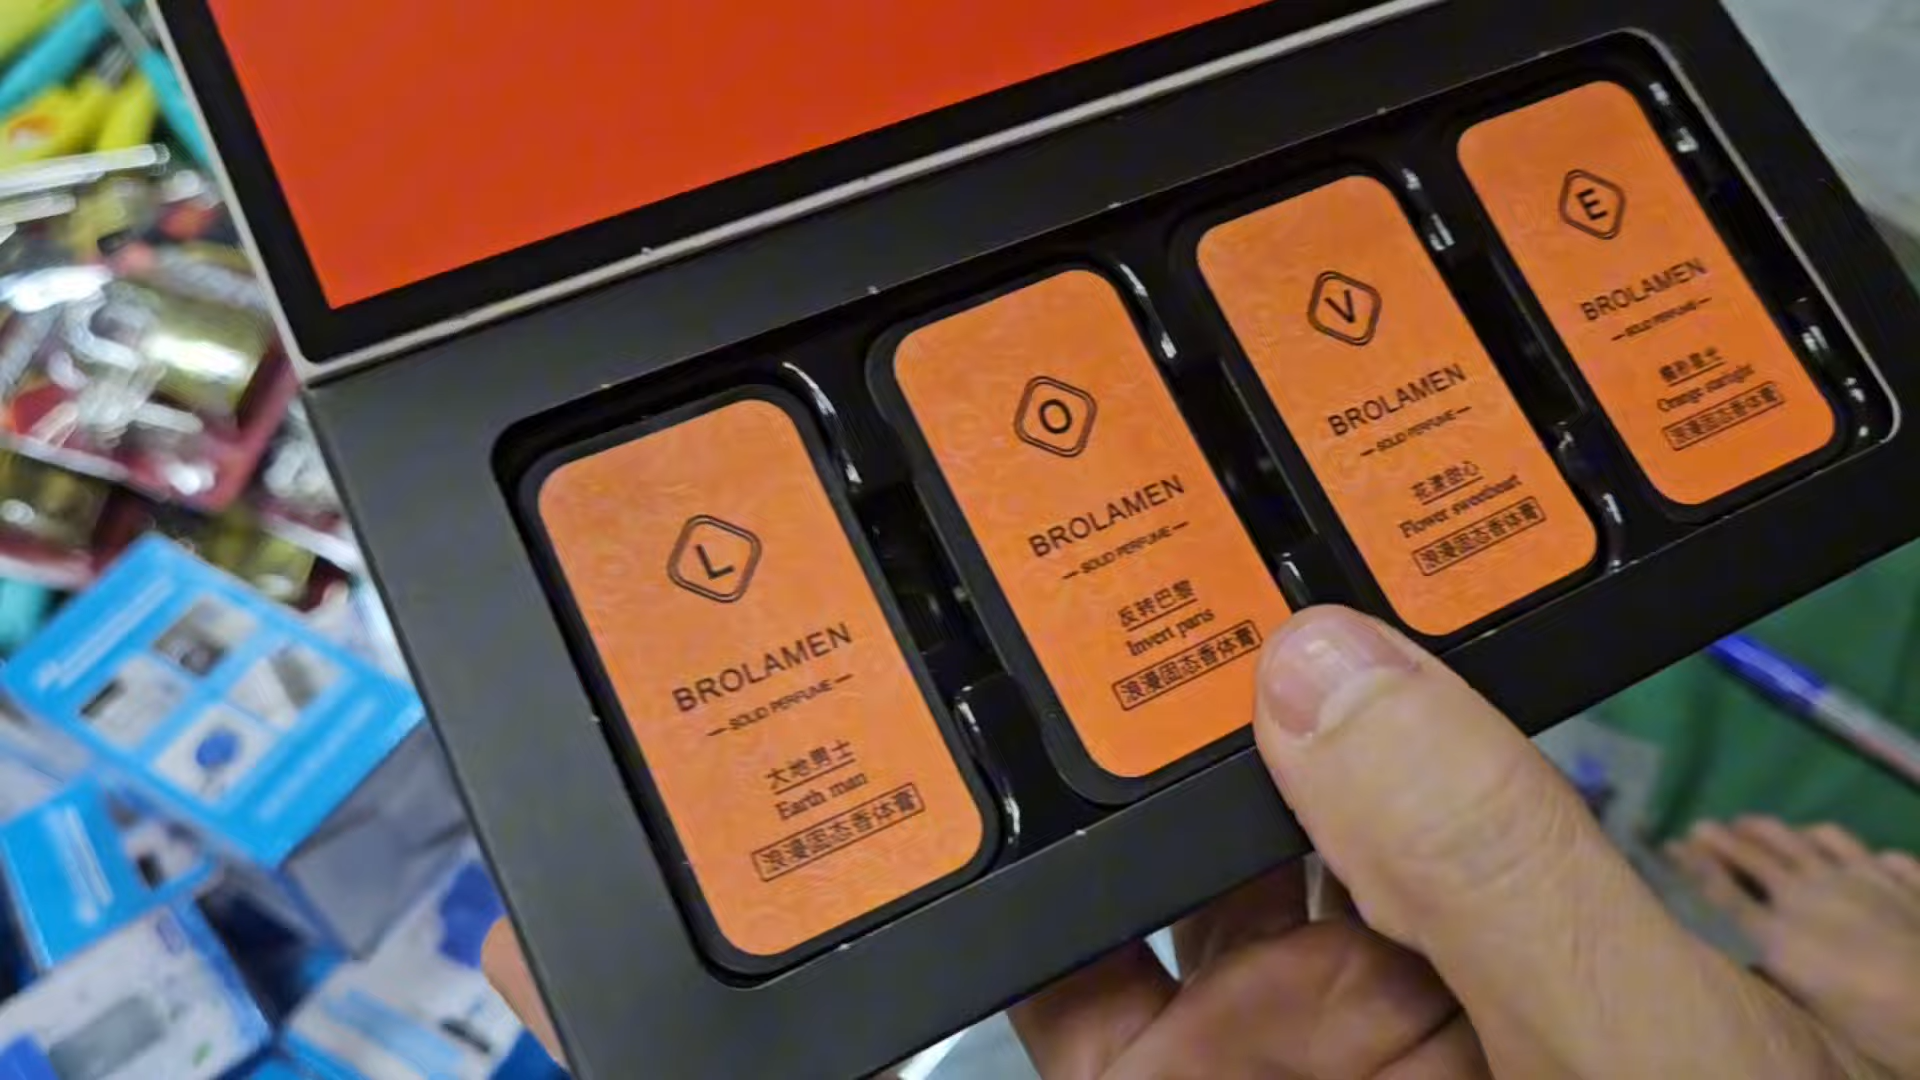 L
BROLAMEN
SOLID PERFUME
大地男士
Earth man
浪漫固态香体膏
O
BROLAMEN
SOLID PERFUME
反转巴黎
Invert paris
浪漫固态香体膏
V
BROLAMEN
SOLID PERFUME
花漾甜心
Flower sweetheart
浪漫固态香体膏
E
BROLAMEN
SOLID PERFUME
Orange starlight
浪漫固态香体膏